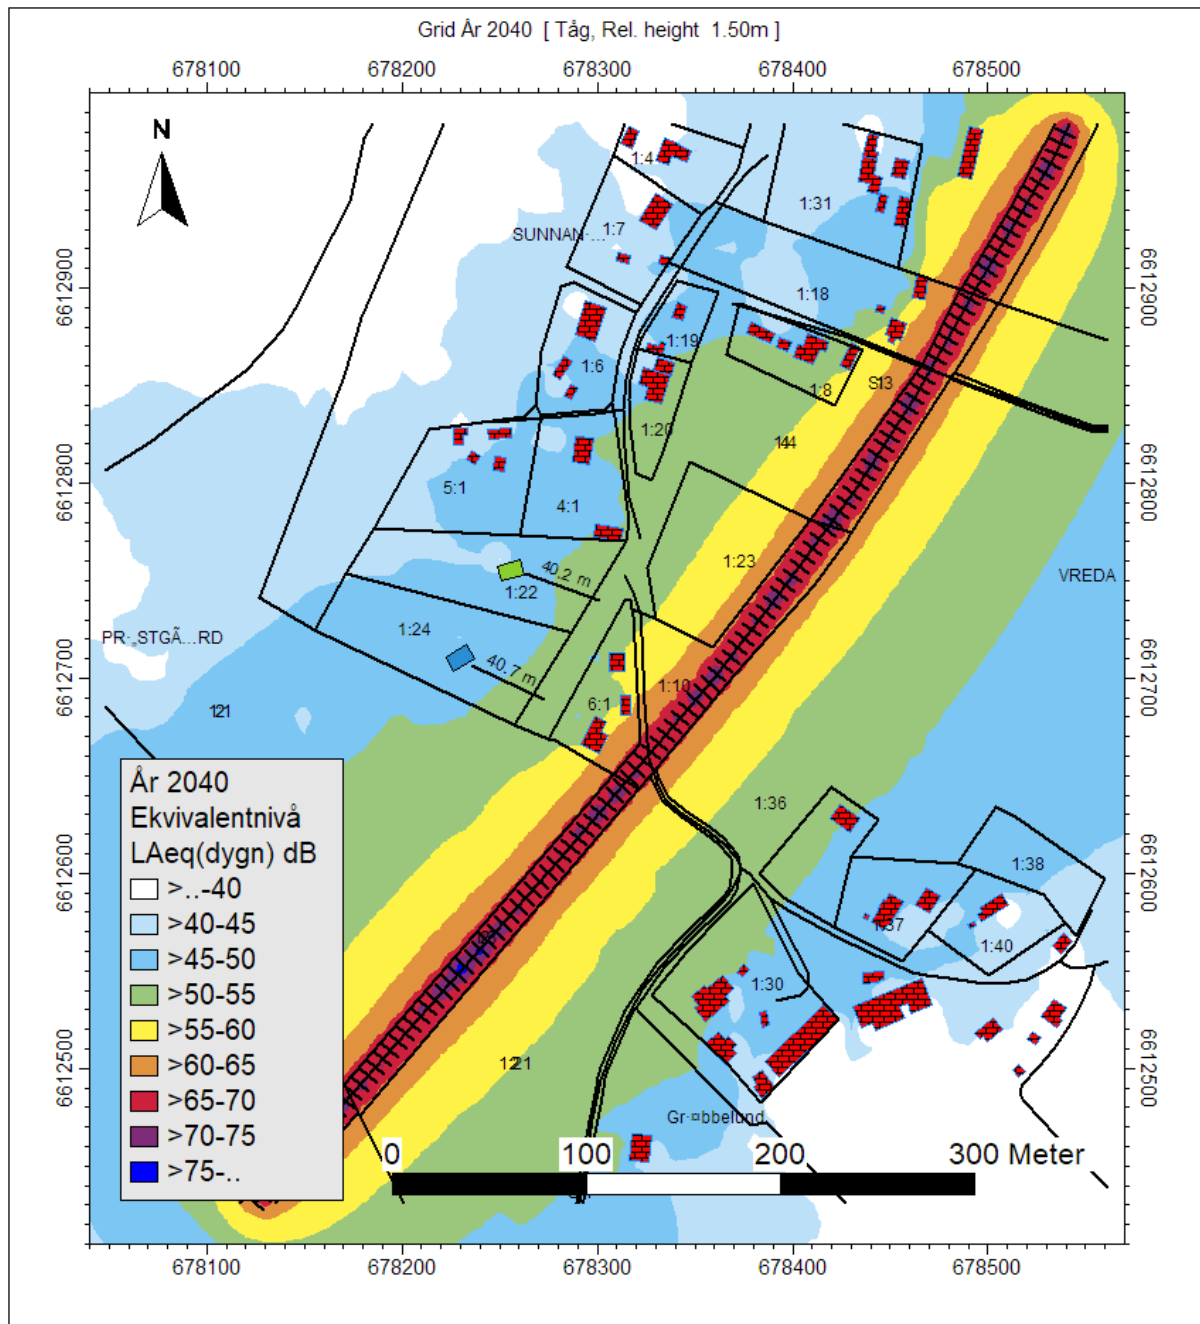 Grid År 2040 [ Tåg, Rel. height 1.50m ]
678100 678200 678300 678400 678500
N
1:4
1:31
SUNNAN-... 1:7
6612900 6612900
1:18
1:19
1:6
1:8 S13
1:20
144
6612800 6612800
5:1
4:1
1:23
40.2 m
VREDA
1:22
1:24
PR-„STGÃ…RD
40.7 m
6612700 6612700
1:10
6:1
121
År 2040
Ekvivalentnivå
LAeq(dygn) dB
>..-40
>40-45
>45-50
>50-55
>55-60
>60-65
>65-70
>70-75
>75-..
1:36
1:38
6612600 6612600
1:37
1:40
1:30
1221
6612500 6612500
Gr-¤bbelund
0 100 200 300 Meter
678100 678200 678300 678400 678500